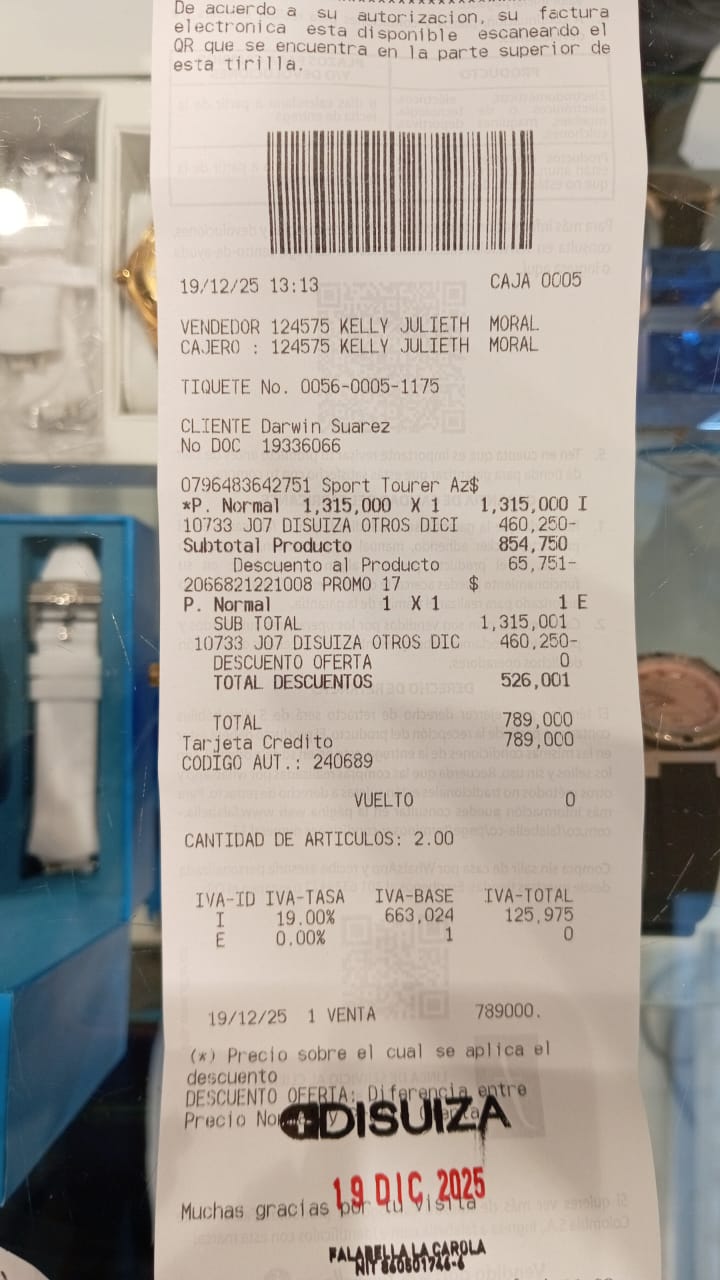 De acuerdo a su autorizacion, su factura
electronica esta disponible escaneando el
QR que se encuentra en la parte superior de
esta tirilla.
19/12/25 13:13 CAJA 0005
VENDEDOR 124575 KELLY JULIETH MORAL
CAJERO : 124575 KELLY JULIETH MORAL
TIQUETE No. 0056-0005-1175
CLIENTE Darwin Suarez
No DOC 19336066
0796483642751 Sport Tourer Az$
*P. Normal 1,315,000 X 1 1,315,000 I
10733 J07 DISUIZA OTROS DICI 460,250-
Subtotal Producto 854,750
Descuento al Producto 65,751-
2066821221008 PROMO 17 $
P. Normal 1 X 1 1 E
SUB TOTAL 1,315,001
10733 J07 DISUIZA OTROS DIC 460,250-
DESCUENTO OFERTA 0
TOTAL DESCUENTOS 526,001
TOTAL 789,000
Tarjeta Credito 789,000
CODIGO AUT.: 240689
VUELTO 0
CANTIDAD DE ARTICULOS: 2.00
IVA-ID IVA-TASA IVA-BASE IVA-TOTAL
I 19.00% 663,024 125,975
E 0.00% 1 0
19/12/25 1 VENTA 789000.
(*) Precio sobre el cual se aplica el
descuento
DESCUENTO OFERTA: Diferencia entre
Precio y
DISUIZA
19 DIC 2025
Muchas gracias por tu visita
FALABELLA LA CAROLA
NIT